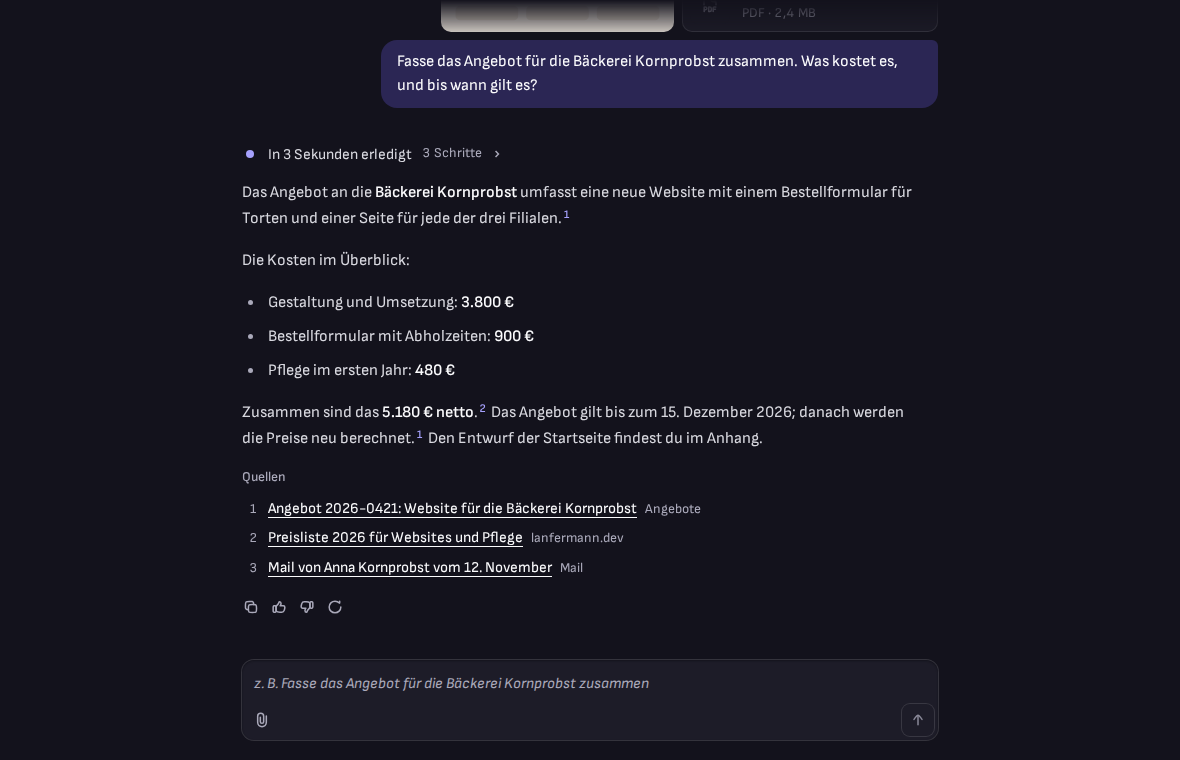 PDF
PDF · 2,4 MB
Fasse das Angebot für die Bäckerei Kornprobst zusammen. Was kostet es,
und bis wann gilt es?
In 3 Sekunden erledigt 3 Schritte
Das Angebot an die Bäckerei Kornprobst umfasst eine neue Website mit einem Bestellformular für
Torten und einer Seite für jede der drei Filialen.1
Die Kosten im Überblick:
Gestaltung und Umsetzung: 3.800 €
Bestellformular mit Abholzeiten: 900 €
Pflege im ersten Jahr: 480 €
Zusammen sind das 5.180 € netto.2 Das Angebot gilt bis zum 15. Dezember 2026; danach werden
die Preise neu berechnet.1 Den Entwurf der Startseite findest du im Anhang.
Quellen
1 Angebot 2026-0421: Website für die Bäckerei Kornprobst Angebote
2 Preisliste 2026 für Websites und Pflege lanfermann.dev
3 Mail von Anna Kornprobst vom 12. November Mail
z. B. Fasse das Angebot für die Bäckerei Kornprobst zusammen